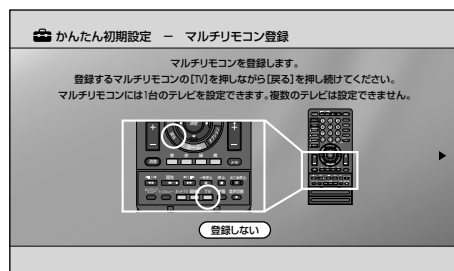 かんたん初期設定 － マルチリモコン登録
マルチリモコンを登録します。
登録するマルチリモコンの[TV]を押しながら[戻る]を押し続けてください。
マルチリモコンには1台のテレビを設定できます。複数のテレビは設定できません。
登録しない